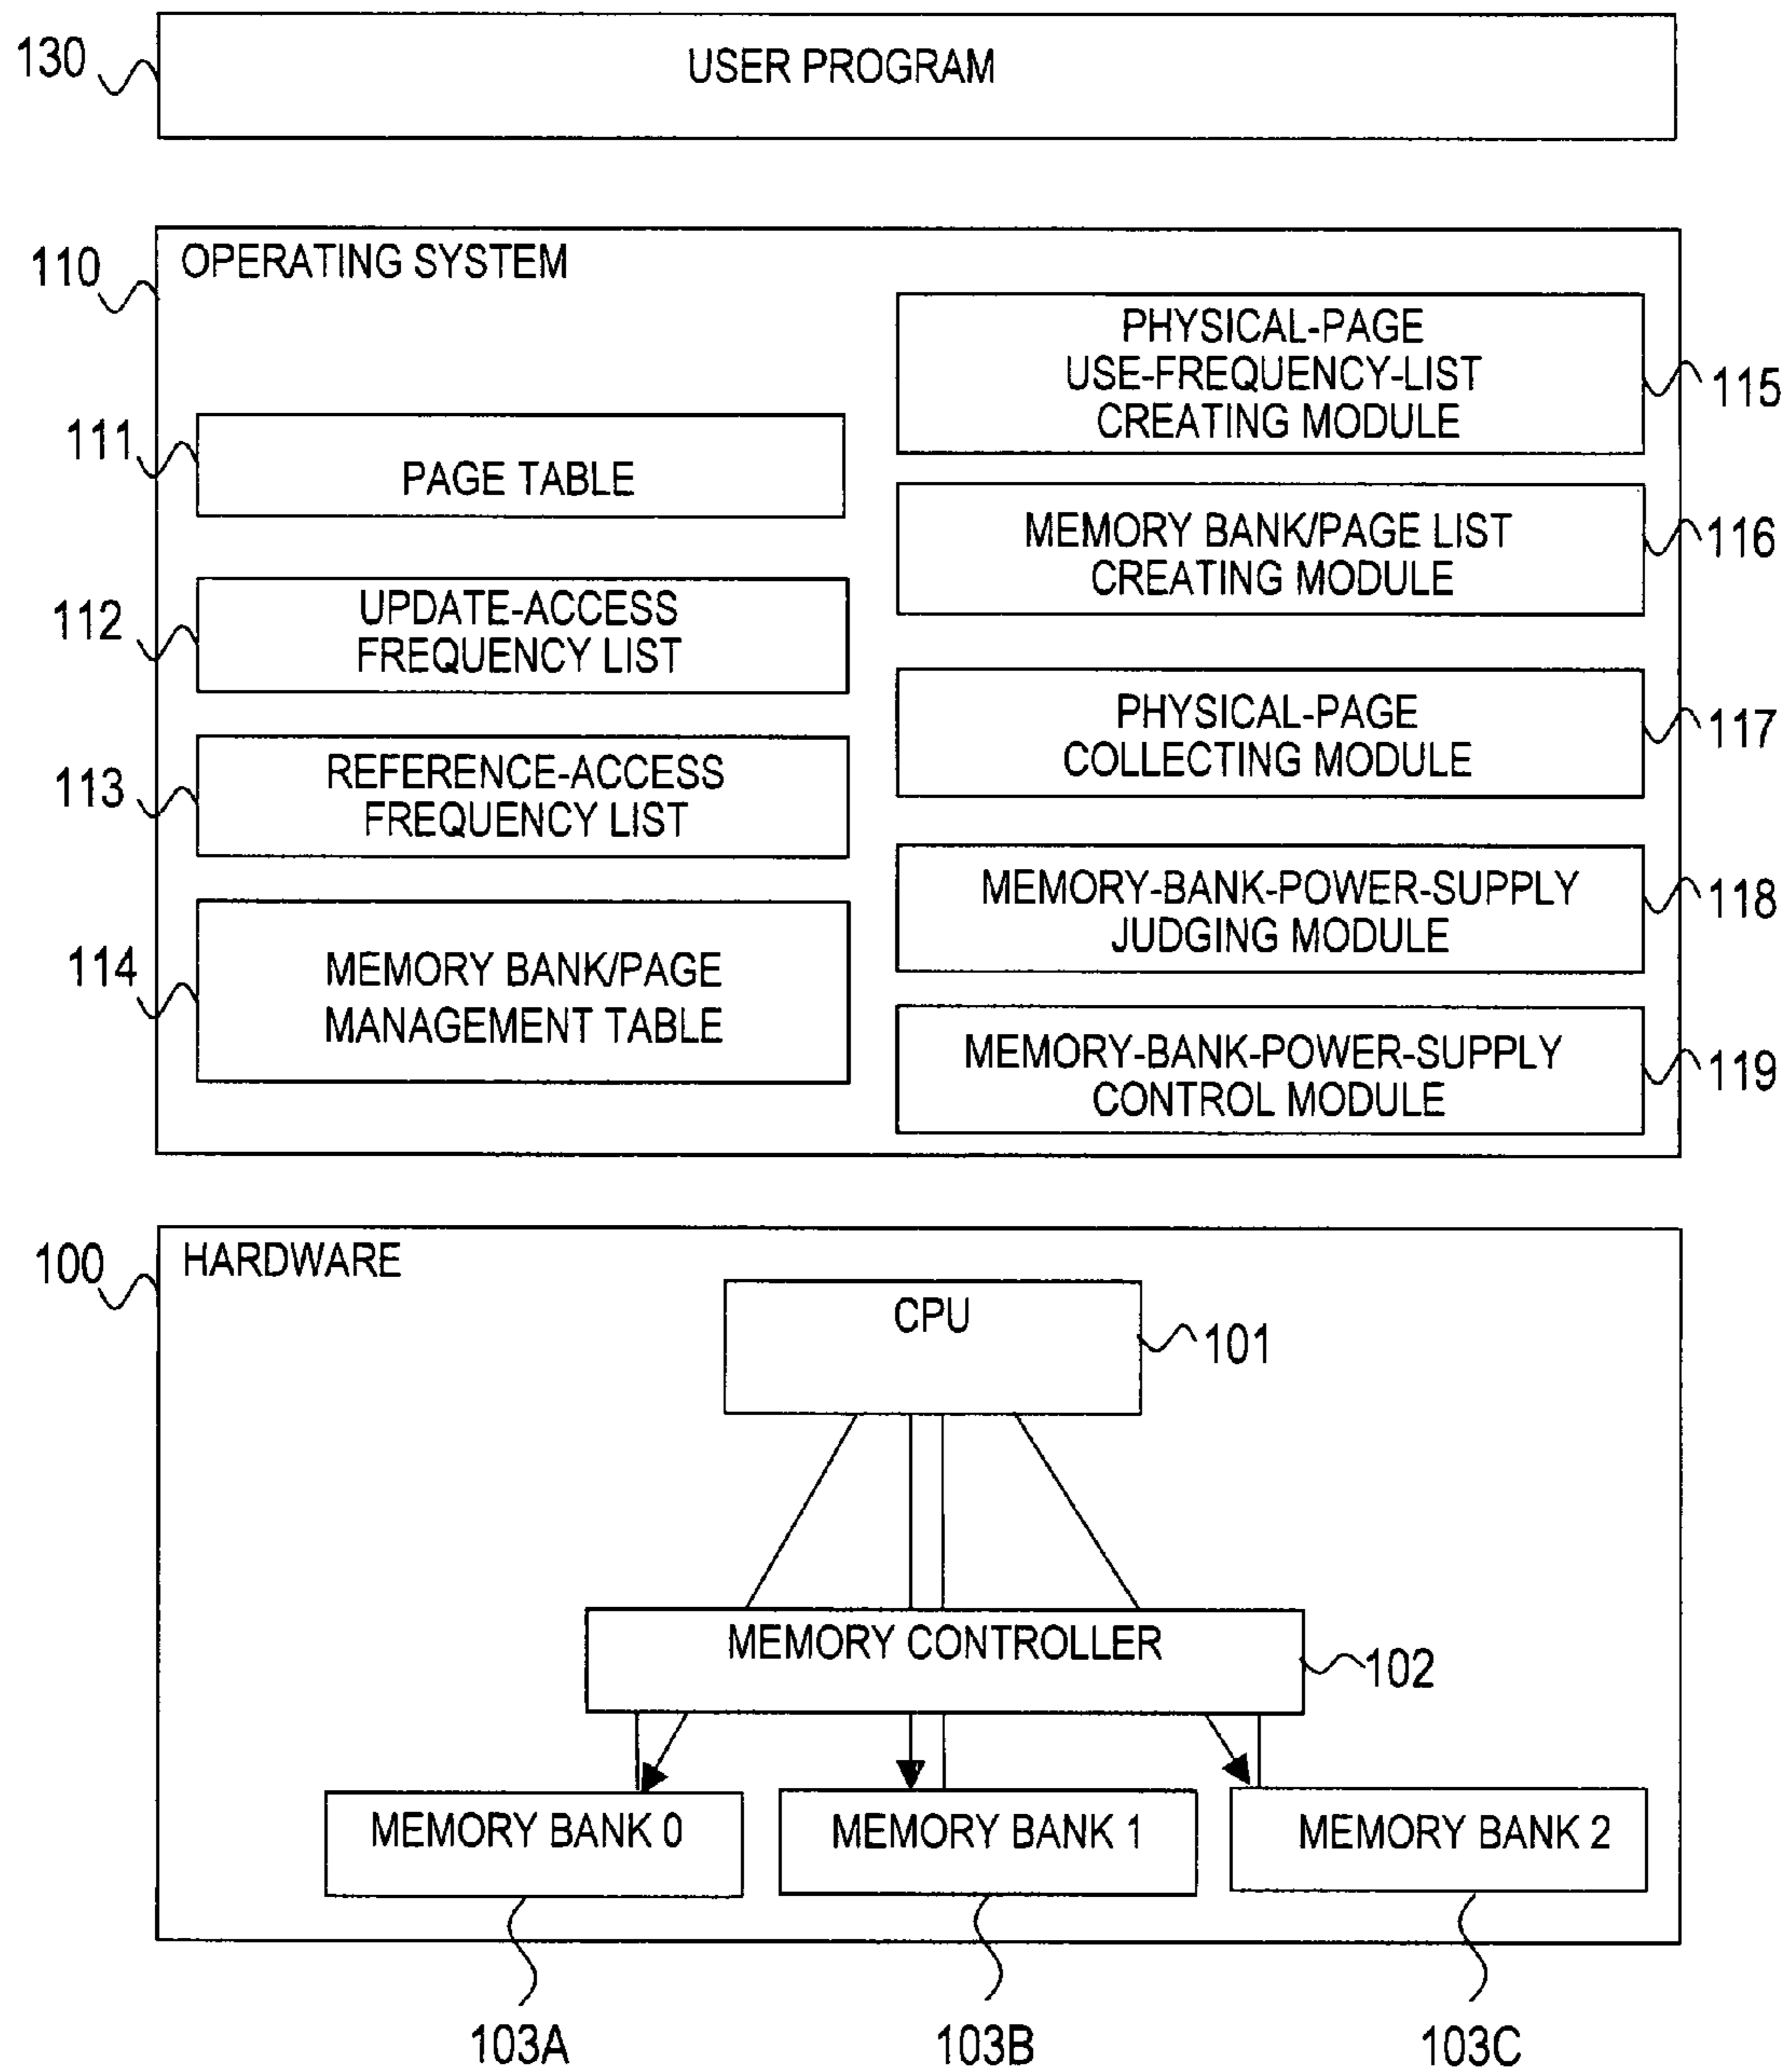 130
USER PROGRAM
110
OPERATING SYSTEM
111
PAGE TABLE
112
UPDATE-ACCESS
FREQUENCY LIST
113
REFERENCE-ACCESS
FREQUENCY LIST
114
MEMORY BANK/PAGE
MANAGEMENT TABLE
PHYSICAL-PAGE
USE-FREQUENCY-LIST
CREATING MODULE
115
MEMORY BANK/PAGE LIST
CREATING MODULE
116
PHYSICAL-PAGE
COLLECTING MODULE
117
MEMORY-BANK-POWER-SUPPLY
JUDGING MODULE
118
MEMORY-BANK-POWER-SUPPLY
CONTROL MODULE
119
100
HARDWARE
CPU
101
MEMORY CONTROLLER
102
MEMORY BANK 0
MEMORY BANK 1
MEMORY BANK 2
103A
103B
103C